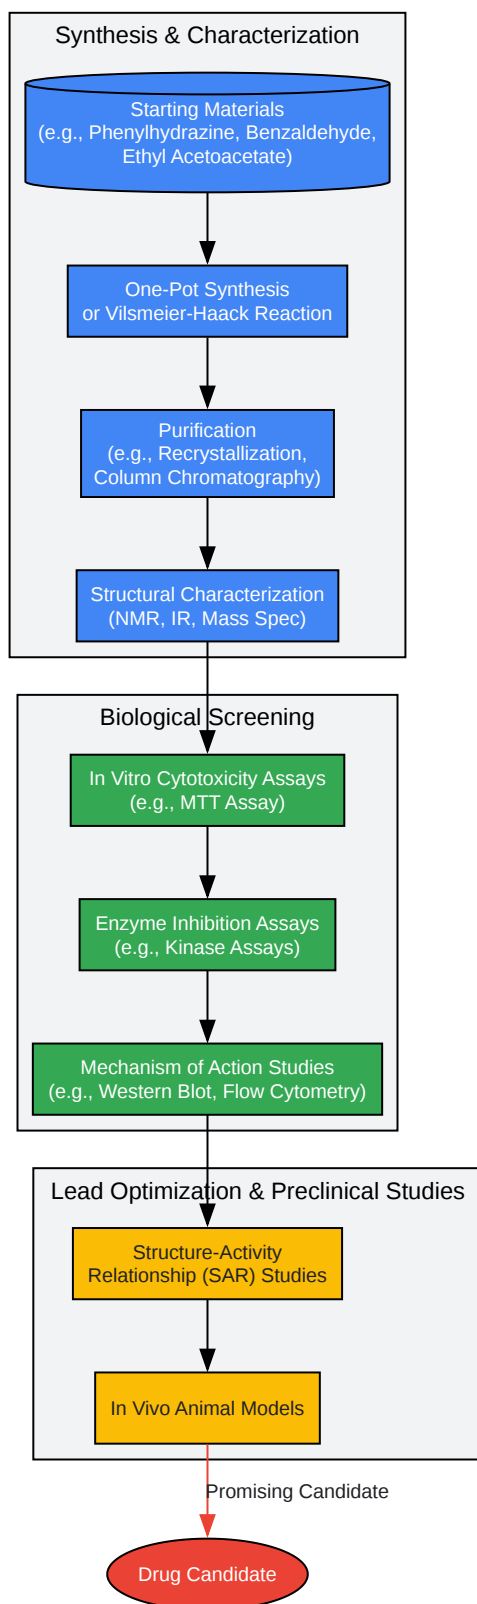 Synthesis & Characterization
Starting Materials
(e.g., Phenylhydrazine, Benzaldehyde,
Ethyl Acetoacetate)
One-Pot Synthesis
or Vilsmeier-Haack Reaction
Purification
(e.g., Recrystallization,
Column Chromatography)
Structural Characterization
(NMR, IR, Mass Spec)
Biological Screening
In Vitro Cytotoxicity Assays
(e.g., MTT Assay)
Enzyme Inhibition Assays
(e.g., Kinase Assays)
Mechanism of Action Studies
(e.g., Western Blot, Flow Cytometry)
Lead Optimization & Preclinical Studies
Structure-Activity
Relationship (SAR) Studies
In Vivo Animal Models
Promising Candidate
Drug Candidate